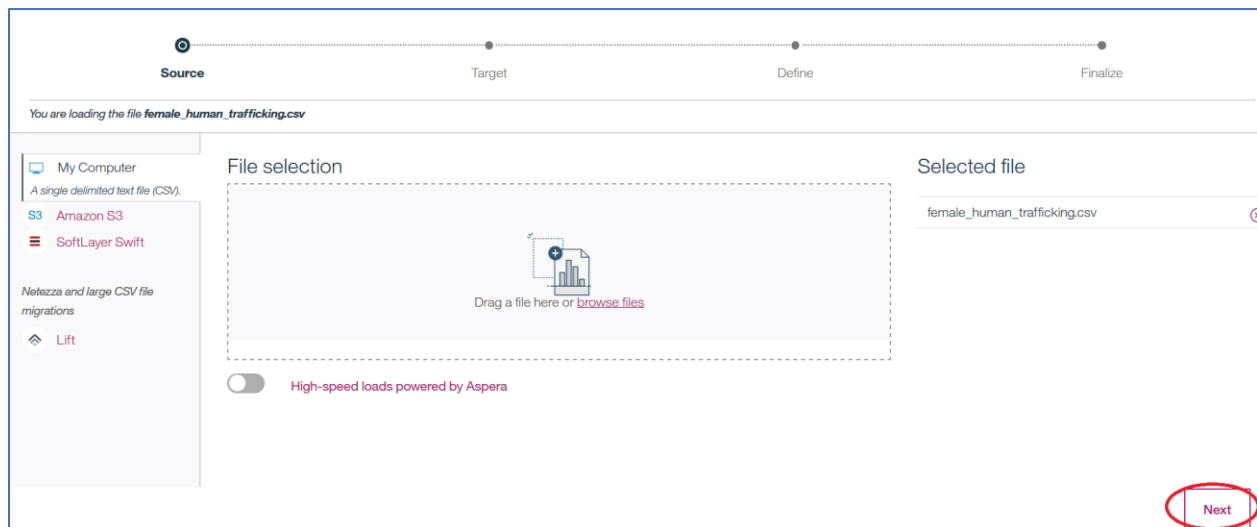 Source
Target
Define
Finalize
You are loading the file female_human_trafficking.csv
My Computer
A single delimited text file (CSV).
S3 Amazon S3
SoftLayer Swift
Netezza and large CSV file
migrations
Lift
File selection
Drag a file here or browse files
High-speed loads powered by Aspera
Selected file
female_human_trafficking.csv
Next